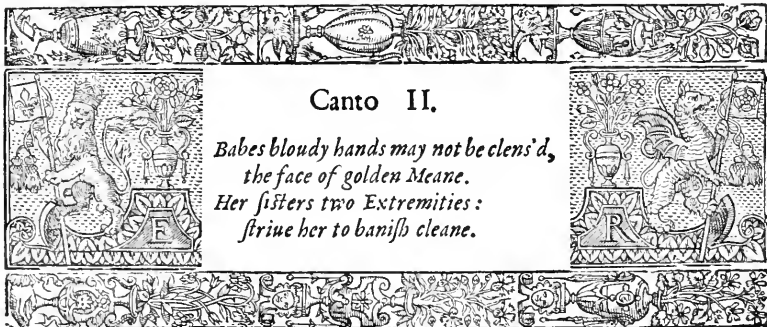 Canto II.
Babes bloudy hands may not be clens'd,
the face of golden Meane.
Her ſiſters two Extremities:
ſtriue her to baniſh cleane.
E
R